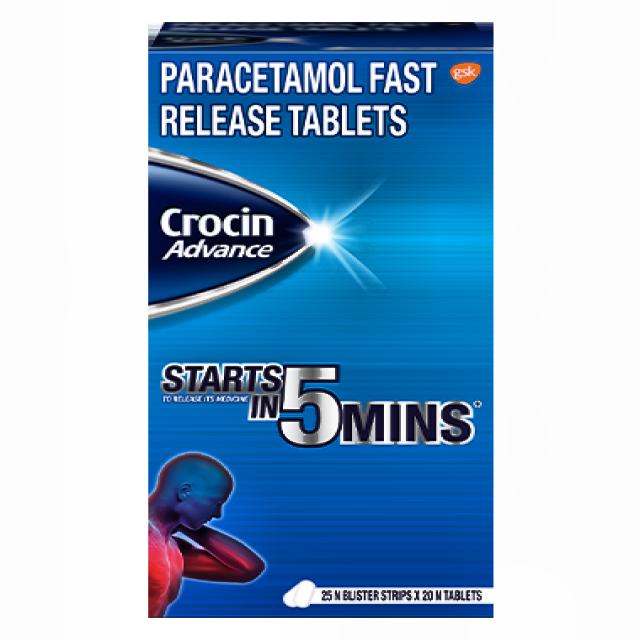 PARACETAMOL FAST
gsk
RELEASE TABLETS
Crocin
Advance
STARTS
TO RELEASE ITS MEDICINE
IN 5 MINS*
25 N BLISTER STRIPS X 20 N TABLETS